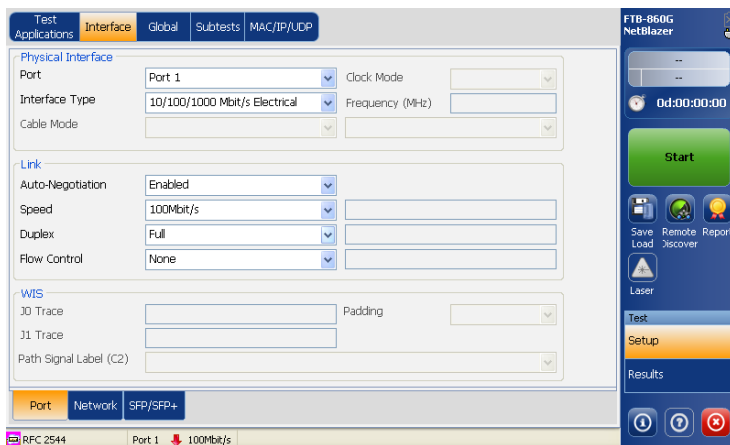 Test Applications
Interface
Global
Subtests
MAC/IP/UDP
Physical Interface
Port Port 1 Clock Mode
Interface Type 10/100/1000 Mbit/s Electrical Frequency (MHz)
Cable Mode
Link
Auto-Negotiation Enabled
Speed 100Mbit/s
Duplex Full
Flow Control None
WIS
J0 Trace Padding
J1 Trace
Path Signal Label (C2)
Port
Network
SFP/SFP+
RFC 2544 Port 1 100Mbit/s
FTB-860G
NetBlazer
--
--
0d:00:00:00
Start
Save Load
Remote Discover
Report
Laser
Test
Setup
Results